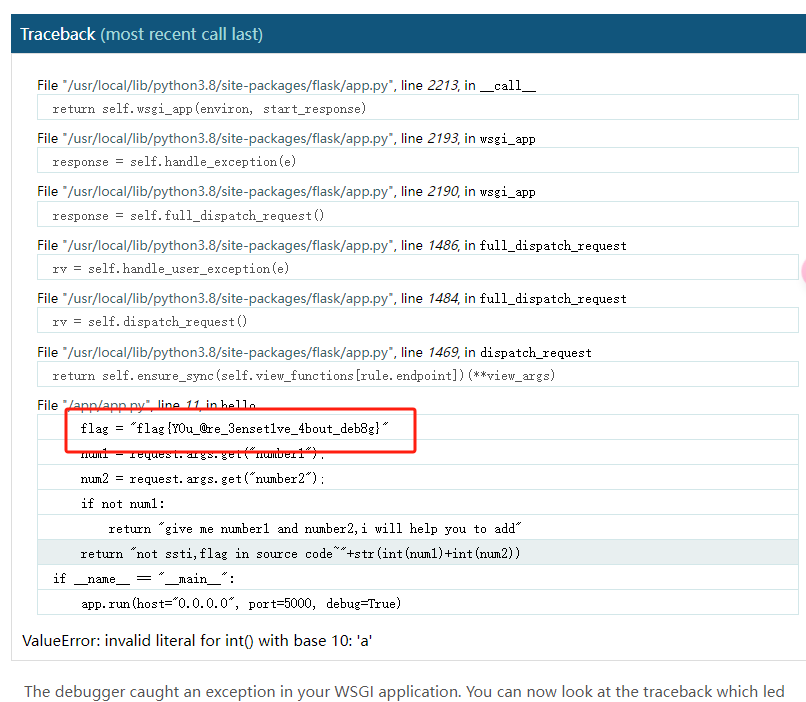 Traceback (most recent call last)
File "/usr/local/lib/python3.8/site-packages/flask/app.py", line 2213, in __call__
return self.wsgi_app(environ, start_response)
File "/usr/local/lib/python3.8/site-packages/flask/app.py", line 2193, in wsgi_app
response = self.handle_exception(e)
File "/usr/local/lib/python3.8/site-packages/flask/app.py", line 2190, in wsgi_app
response = self.full_dispatch_request()
File "/usr/local/lib/python3.8/site-packages/flask/app.py", line 1486, in full_dispatch_request
rv = self.handle_user_exception(e)
File "/usr/local/lib/python3.8/site-packages/flask/app.py", line 1484, in full_dispatch_request
rv = self.dispatch_request()
File "/usr/local/lib/python3.8/site-packages/flask/app.py", line 1469, in dispatch_request
return self.ensure_sync(self.view_functions[rule.endpoint])(**view_args)
File "/app/app.py", line 11, in hello
flag = "flag{Y0u_@re_3enset1ve_4bout_deb8g}"
num1 = request.args.get("number1");
num2 = request.args.get("number2");
if not num1:
return "give me number1 and number2,i will help you to add"
return "not ssti,flag in source code~"+str(int(num1)+int(num2))
if __name__ == "__main__":
app.run(host="0.0.0.0", port=5000, debug=True)
ValueError: invalid literal for int() with base 10: 'a'
The debugger caught an exception in your WSGI application. You can now look at the traceback which led